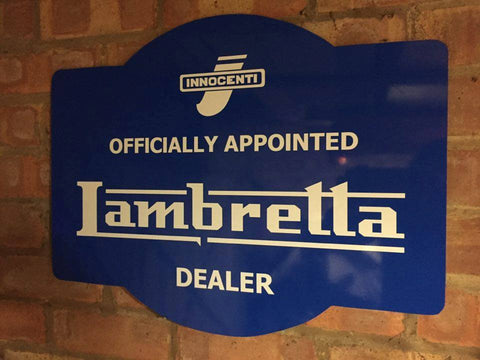 INNOCENTI
OFFICIALLY APPOINTED
Lambretta
DEALER